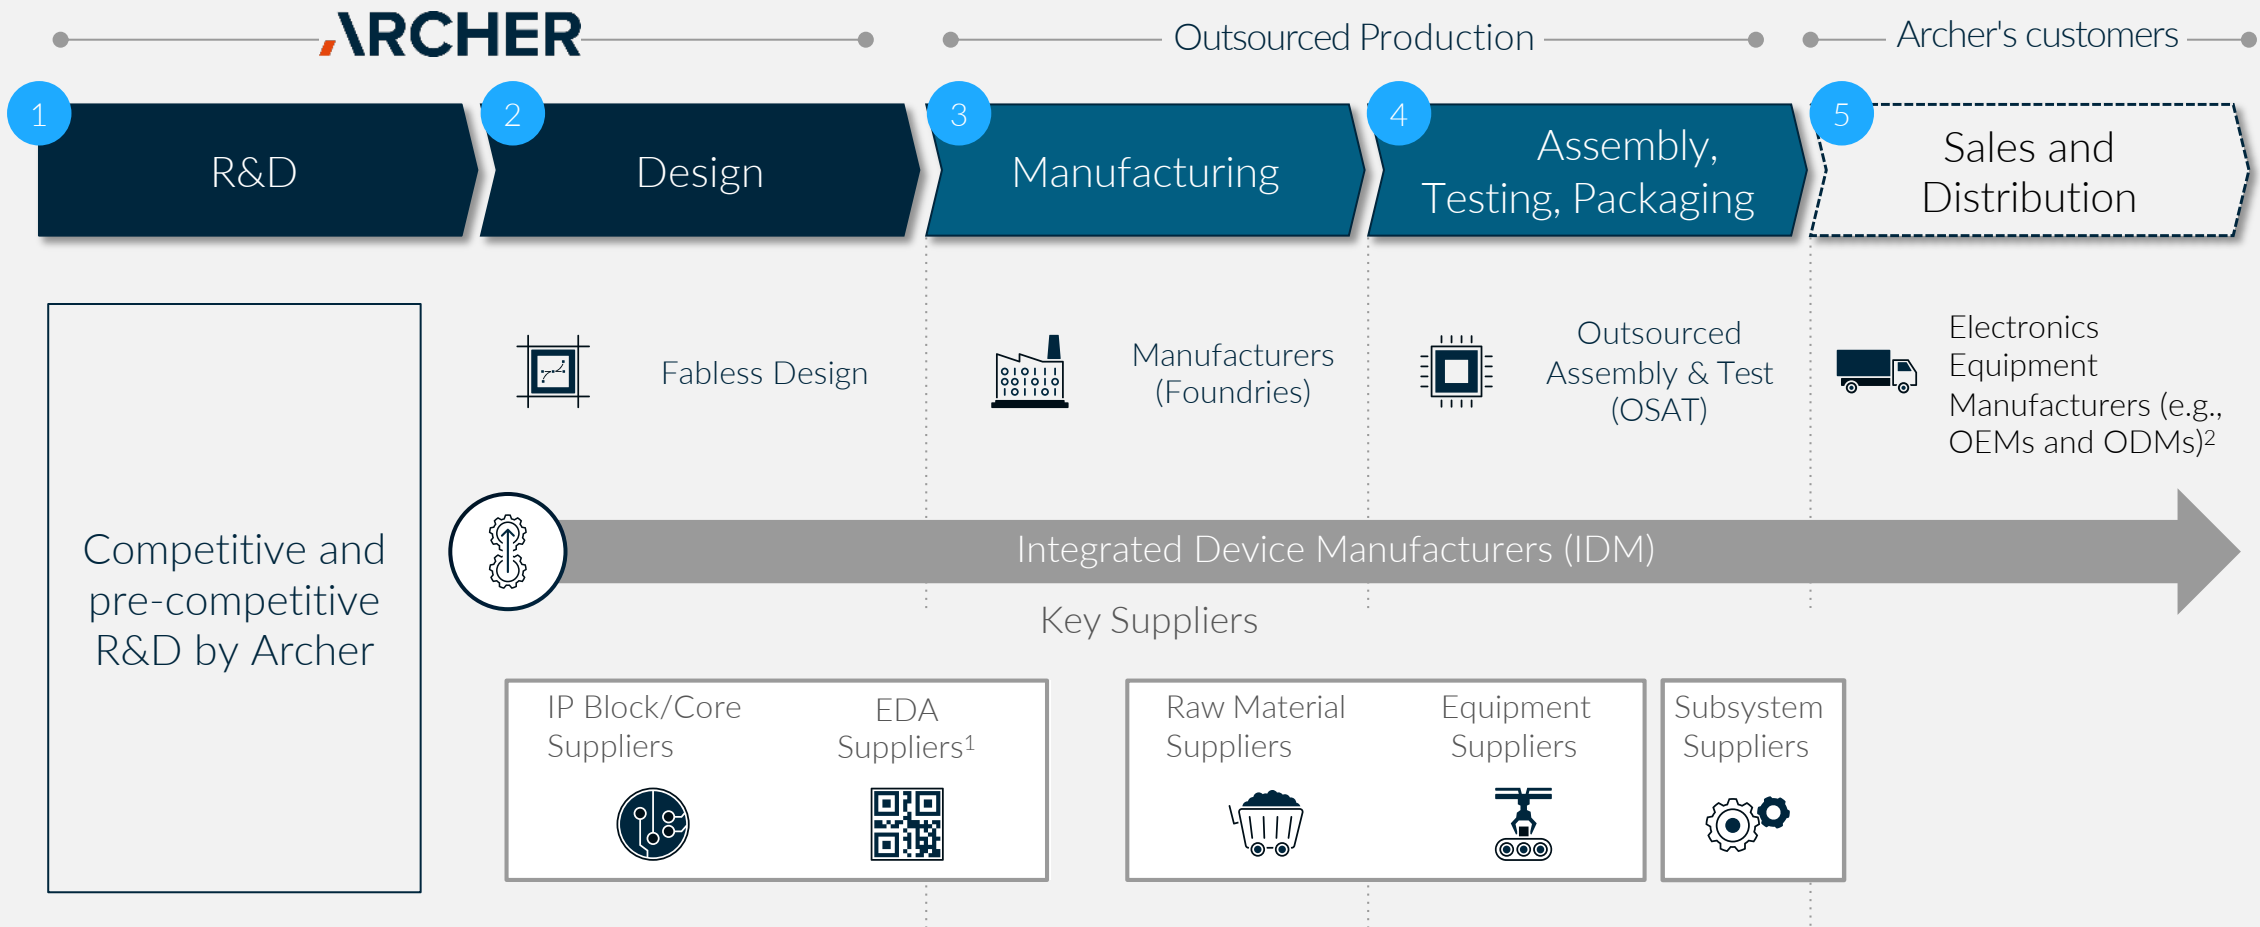 ARCHER
Outsourced Production
Archer's customers
1
2
3
4
5
R&D
Design
Manufacturing
Assembly,
Testing, Packaging
Sales and
Distribution
Fabless Design
Manufacturers
(Foundries)
Outsourced
Assembly & Test
(OSAT)
Electronics
Equipment
Manufacturers (e.g.,
OEMs and ODMs)²
Competitive and
pre-competitive
R&D by Archer
Integrated Device Manufacturers (IDM)
Key Suppliers
IP Block/Core
Suppliers
EDA
Suppliers¹
Raw Material
Suppliers
Equipment
Suppliers
Subsystem
Suppliers